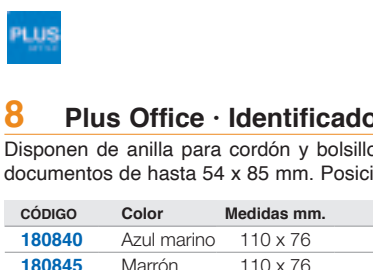 PLUS
OFFICE
8 Plus Office · Identificado
Disponen de anilla para cordón y bolsillo
documentos de hasta 54 x 85 mm. Posici
CÓDIGO Color Medidas mm.
180840 Azul marino 110 x 76
180845 Marrón 110 x 76